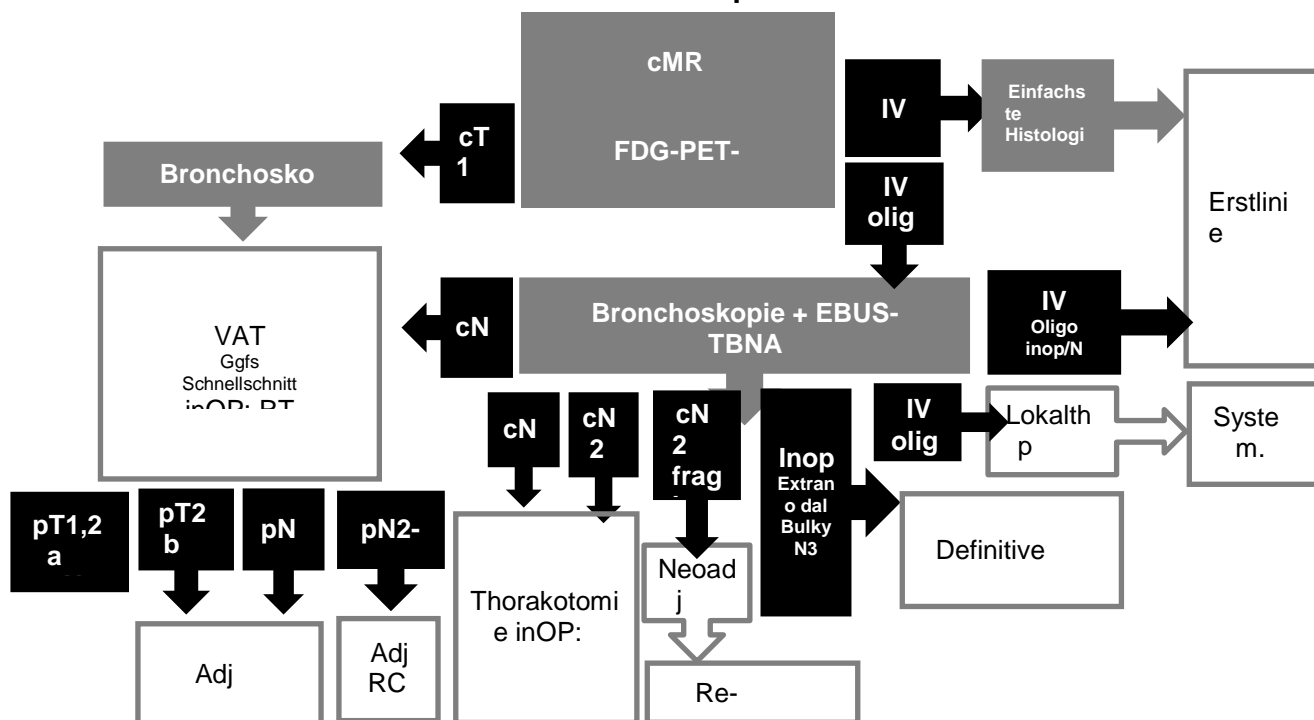 cMR
FDG-PET-
IV
Einfachs
te
Histologi
cT
1
Bronchosko
IV
olig
Erstlini
e
VAT
Ggfs
Schnellschnitt
cN
Bronchoskopie + EBUS-
TBNA
IV
Oligo
inop/N
cN
cN
2
cN
2
frag
Inop
Extran
o dal
Bulky
N3
IV
olig
Lokalth
p
Syste
m.
pT1,2
a
pT2
b
pN
pN2-
Thorakotomi
e inOP:
Neoad
j
Definitive
Adj
Adj
RC
Re-